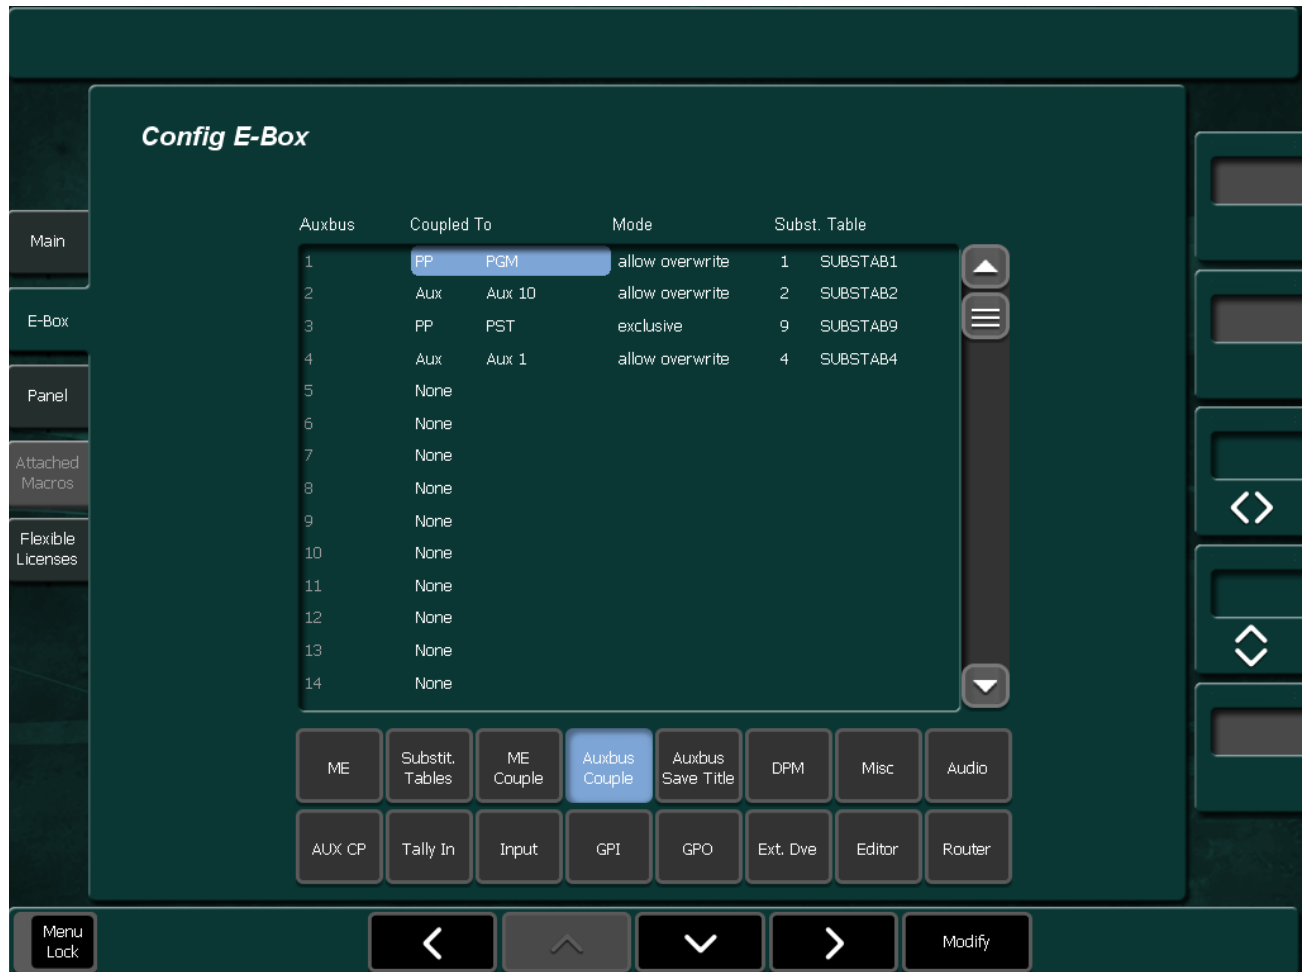 Config E-Box
Auxbus Coupled To Mode Subst. Table
1 PP PGM allow overwrite 1 SUBSTAB1
2 Aux Aux 10 allow overwrite 2 SUBSTAB2
3 PP PST exclusive 9 SUBSTAB9
4 Aux Aux 1 allow overwrite 4 SUBSTAB4
5 None
6 None
7 None
8 None
9 None
10 None
11 None
12 None
13 None
14 None
Main
E-Box
Panel
Attached
Macros
Flexible
Licenses
ME
Substit.
Tables
ME
Couple
Auxbus
Couple
Auxbus
Save Title
DPM
Misc
Audio
AUX CP
Tally In
Input
GPI
GPO
Ext. Dve
Editor
Router
Menu
Lock
Modify